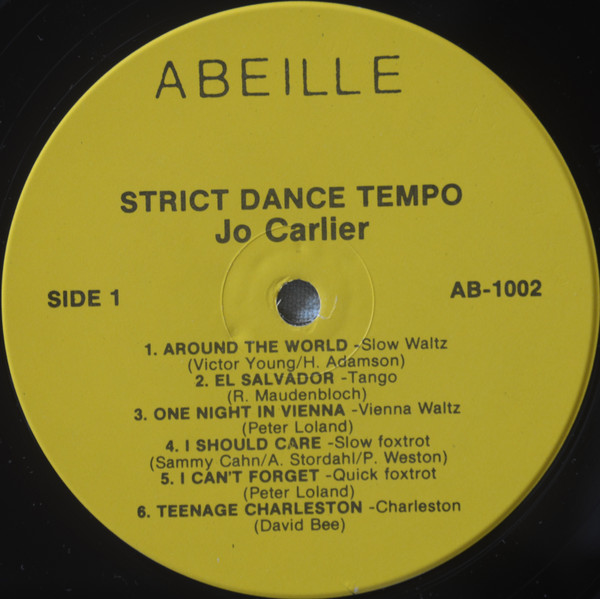 ABEILLE
STRICT DANCE TEMPO
Jo Carlier
SIDE 1
AB-1002
1. AROUND THE WORLD -Slow Waltz
(Victor Young/H. Adamson)
2. EL SALVADOR -Tango
(R. Maudenbloch)
3. ONE NIGHT IN VIENNA -Vienna Waltz
(Peter Loland)
4. I SHOULD CARE -Slow foxtrot
(Sammy Cahn/A. Stordahl/P. Weston)
5. I CAN'T FORGET -Quick foxtrot
(Peter Loland)
6. TEENAGE CHARLESTON -Charleston
(David Bee)